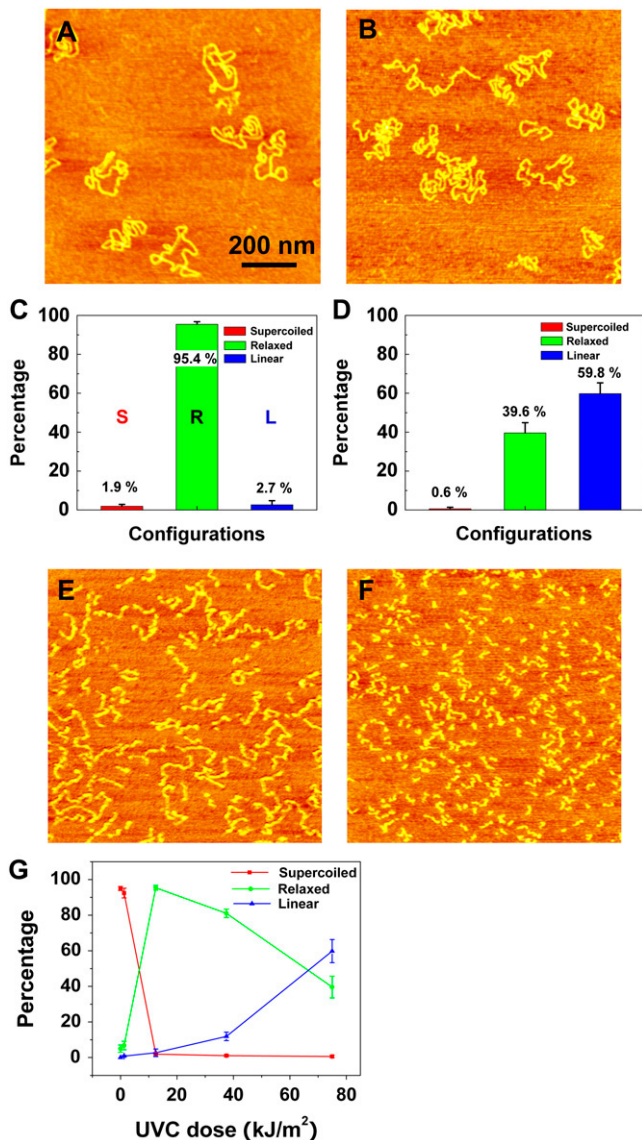 A
B
200 nm
C
100
80
60
40
20
0
Percentage
Supercoiled
Relaxed
Linear
95.4 %
S
R
L
1.9 %
2.7 %
Configurations
D
100
80
60
40
20
0
Percentage
Supercoiled
Relaxed
Linear
59.8 %
39.6 %
0.6 %
Configurations
E
F
G
100
80
60
40
20
0
Percentage
Supercoiled
Relaxed
Linear
0 20 40 60 80
UVC dose (kJ/m²)